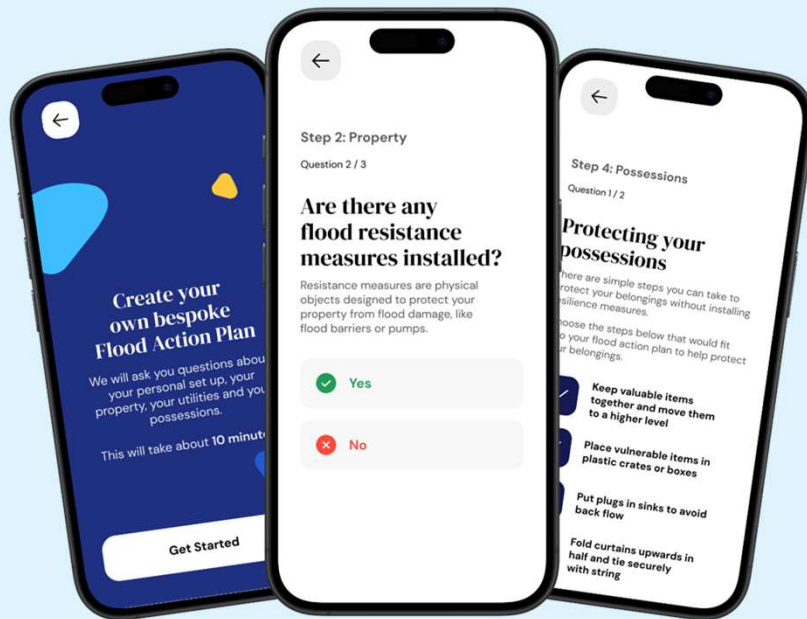 Create your
own bespoke
Flood Action Plan
We will ask you questions about
your personal set up, your
property, your utilities and your
possessions.
This will take about 10 minute
Get Started
Step 2: Property
Question 2 / 3
Are there any
flood resistance
measures installed?
Resistance measures are physical
objects designed to protect your
property from flood damage, like
flood barriers or pumps.
Yes
No
Step 4: Possessions
Question 1 / 2
Protecting your
possessions
here are simple steps you can take to
protect your belongings without installing
esilience measures.
oose the steps below that would fit
o your flood action plan to help protect
ur belongings.
Keep valuable items
together and move them
to a higher level
Place vulnerable items in
plastic crates or boxes
Put plugs in sinks to avoid
back flow
Fold curtains upwards in
half and tie securely
with string